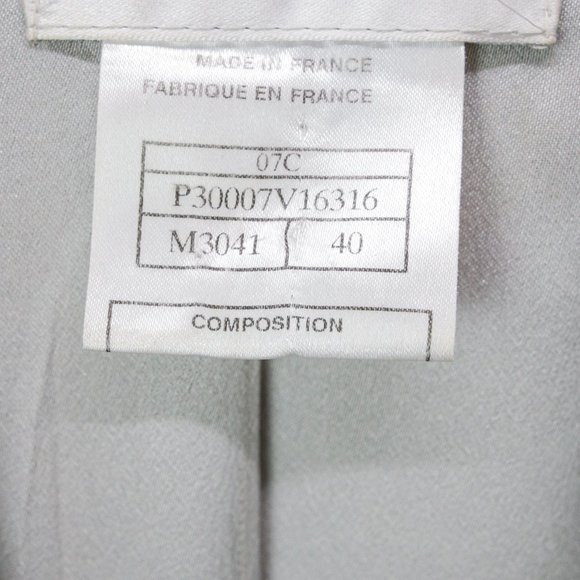 MADE IN FRANCE
FABRIQUE EN FRANCE
07C
P30007V16316
M3041 40
COMPOSITION